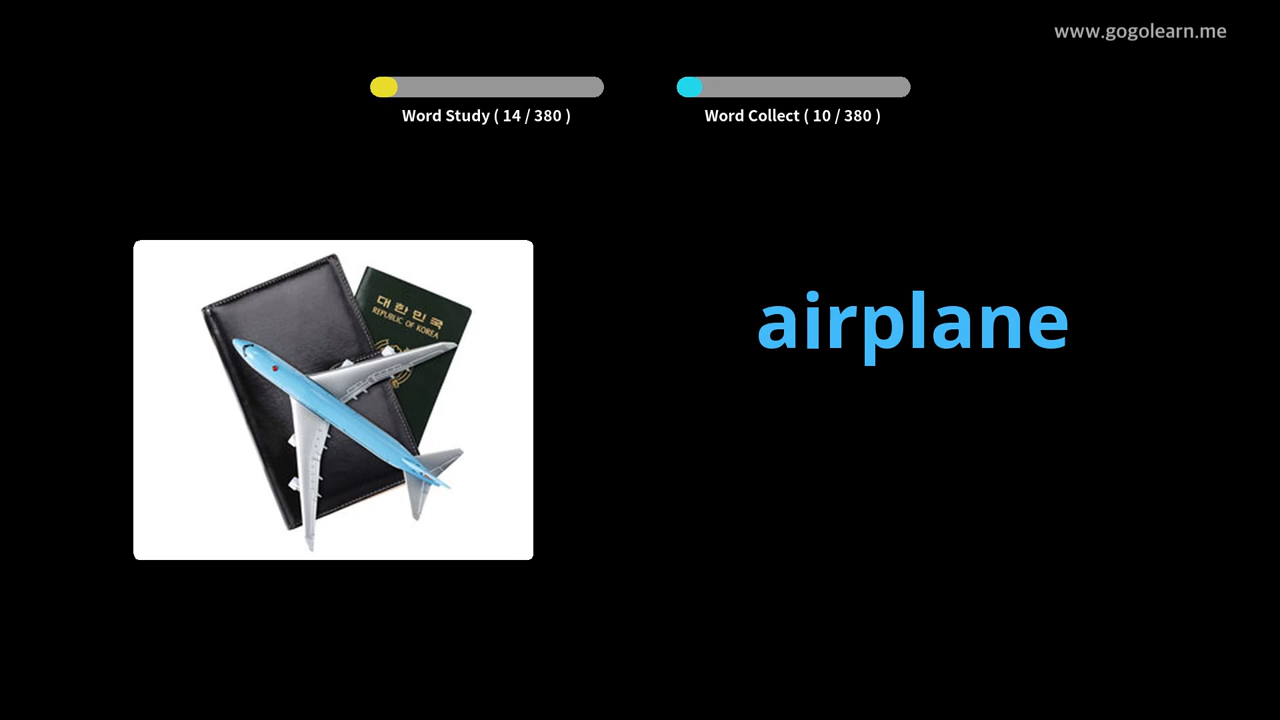 www.gogolearn.me
Word Study ( 14 / 380 )
Word Collect ( 10 / 380 )
대한민국
REPUBLIC OF KOREA
airplane